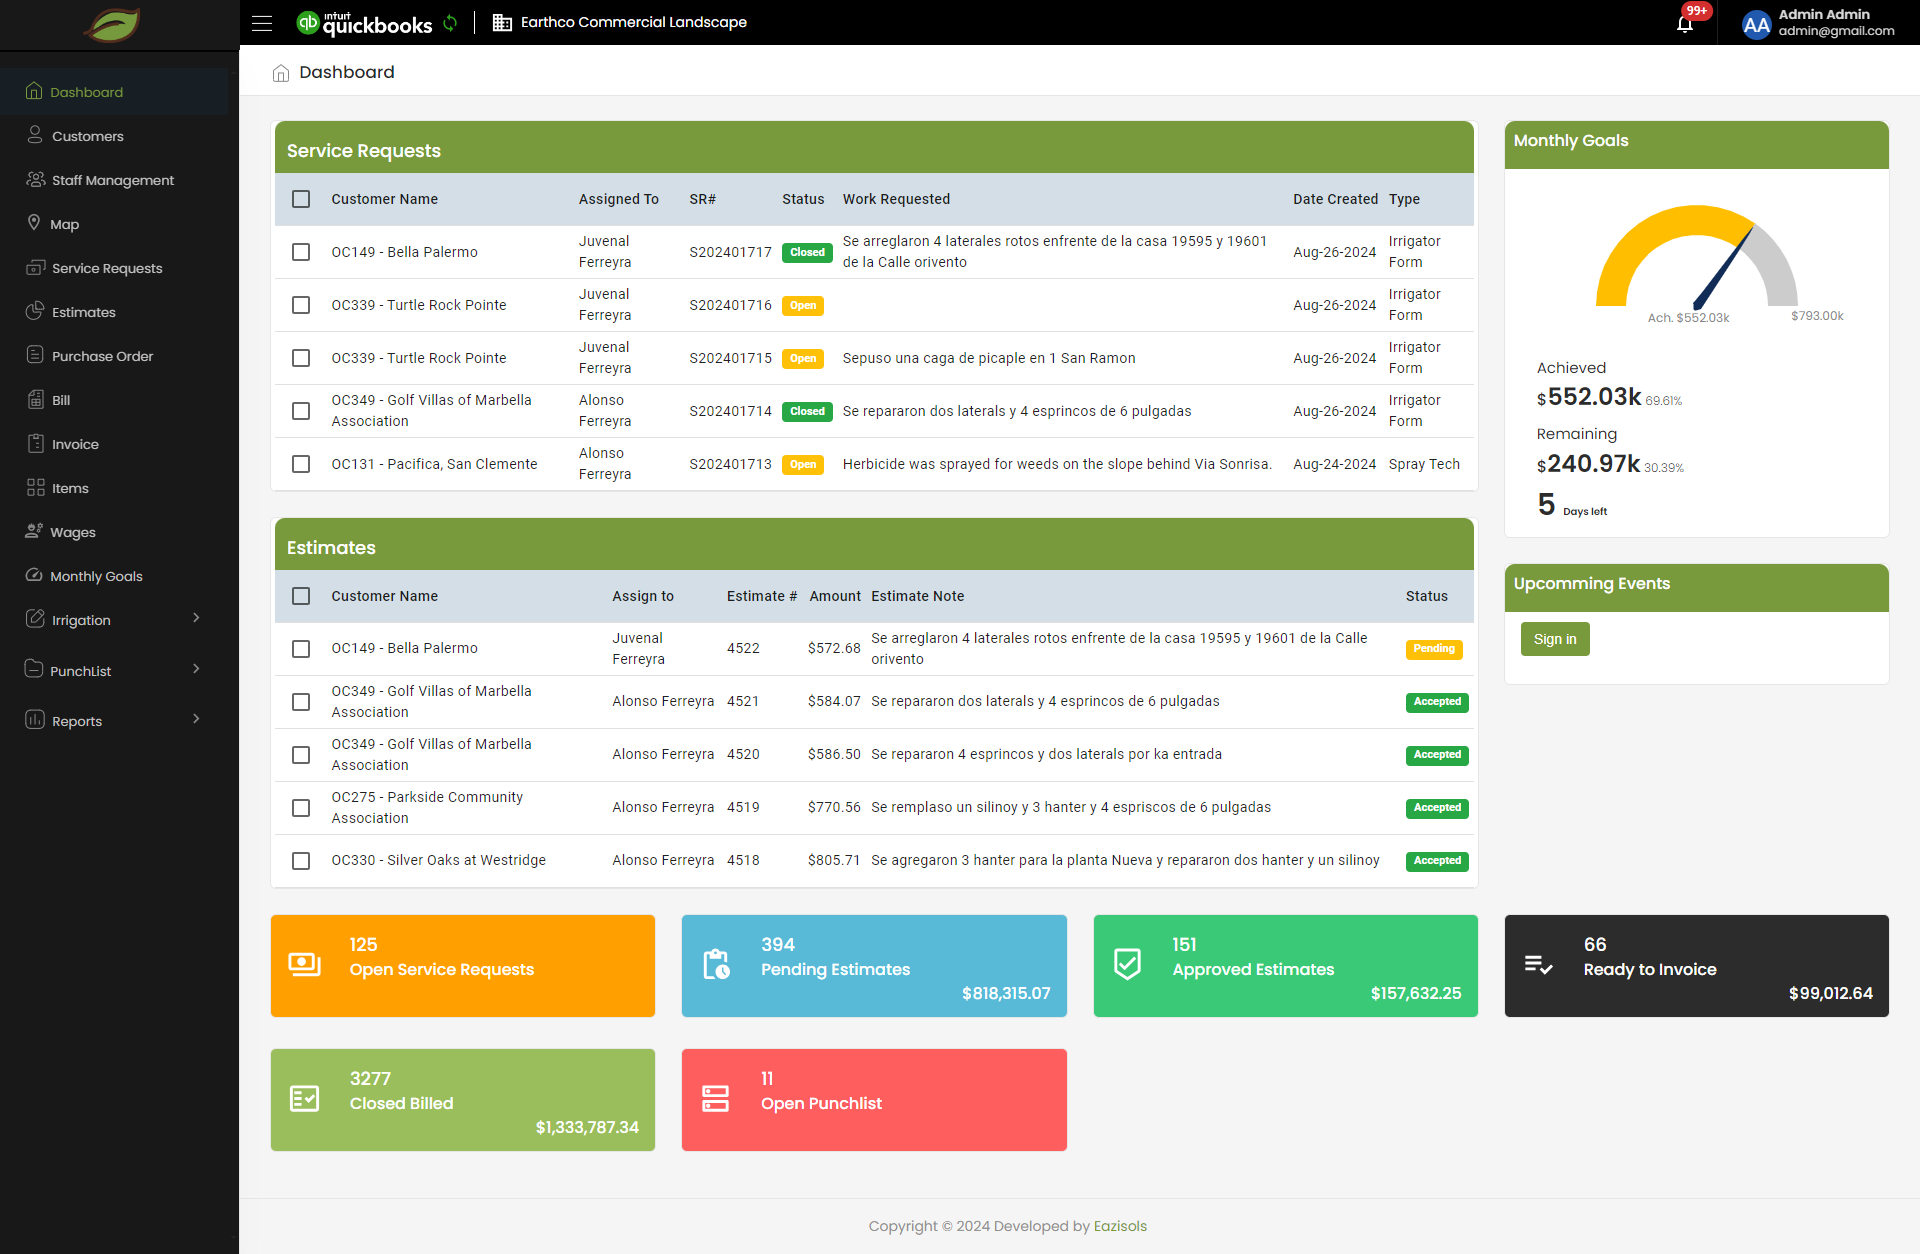 intuit
quickbooks
Earthco Commercial Landscape
99+
AA
Admin Admin
admin@gmail.com
Dashboard
Customers
Staff Management
Map
Service Requests
Estimates
Purchase Order
Bill
Invoice
Items
Wages
Monthly Goals
Irrigation
PunchList
Reports
Dashboard
Service Requests
Customer Name Assigned To SR# Status Work Requested Date Created Type
OC149 - Bella Palermo Juvenal Ferreyra S202401717 Closed Se arreglaron 4 laterales rotos enfrente de la casa 19595 y 19601 de la Calle orivento Aug-26-2024 Irrigator Form
OC339 - Turtle Rock Pointe Juvenal Ferreyra S202401716 Open Aug-26-2024 Irrigator Form
OC339 - Turtle Rock Pointe Juvenal Ferreyra S202401715 Open Sepuso una caga de picaple en 1 San Ramon Aug-26-2024 Irrigator Form
OC349 - Golf Villas of Marbella Association Alonso Ferreyra S202401714 Closed Se repararon dos laterals y 4 esprincos de 6 pulgadas Aug-26-2024 Irrigator Form
OC131 - Pacifica, San Clemente Alonso Ferreyra S202401713 Open Herbicide was sprayed for weeds on the slope behind Via Sonrisa. Aug-24-2024 Spray Tech
Estimates
Customer Name Assign to Estimate # Amount Estimate Note Status
OC149 - Bella Palermo Juvenal Ferreyra 4522 $572.68 Se arreglaron 4 laterales rotos enfrente de la casa 19595 y 19601 de la Calle orivento Pending
OC349 - Golf Villas of Marbella Association Alonso Ferreyra 4521 $584.07 Se repararon dos laterals y 4 esprincos de 6 pulgadas Accepted
OC349 - Golf Villas of Marbella Association Alonso Ferreyra 4520 $586.50 Se repararon 4 esprincos y dos laterals por ka entrada Accepted
OC275 - Parkside Community Association Alonso Ferreyra 4519 $770.56 Se remplaso un silinoy y 3 hanter y 4 espriscos de 6 pulgadas Accepted
OC330 - Silver Oaks at Westridge Alonso Ferreyra 4518 $805.71 Se agregaron 3 hanter para la planta Nueva y repararon dos hanter y un silinoy Accepted
Monthly Goals
Ach. $552.03k
$793.00k
Achieved
$552.03k 69.61%
Remaining
$240.97k 30.39%
5 Days left
Upcomming Events
Sign in
125
Open Service Requests
394
Pending Estimates
$818,315.07
151
Approved Estimates
$157,632.25
66
Ready to Invoice
$99,012.64
3277
Closed Billed
$1,333,787.34
11
Open Punchlist
Copyright © 2024 Developed by Eazisols